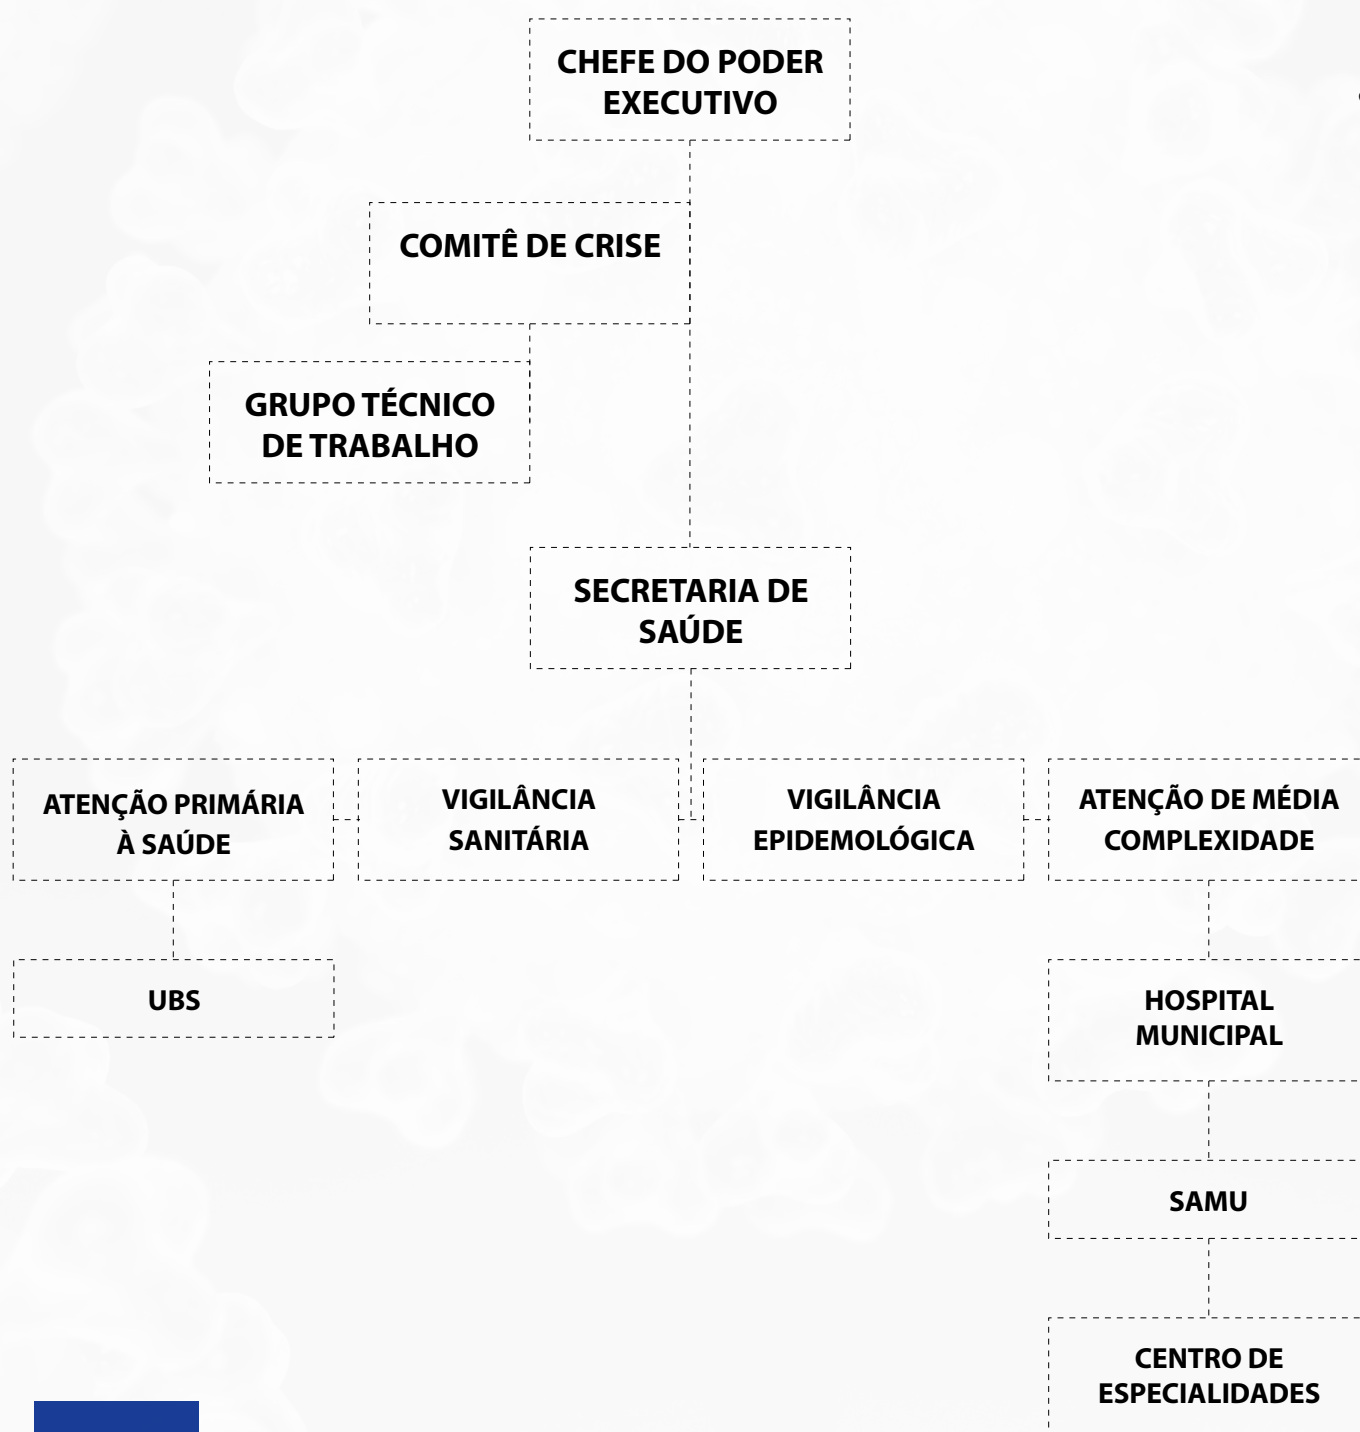 CHEFE DO PODER
EXECUTIVO
COMITÊ DE CRISE
GRUPO TÉCNICO
DE TRABALHO
SECRETARIA DE
SAÚDE
ATENÇÃO PRIMÁRIA
À SAÚDE
VIGILÂNCIA
SANITÁRIA
VIGILÂNCIA
EPIDEMOLÓGICA
ATENÇÃO DE MÉDIA
COMPLEXIDADE
UBS
HOSPITAL
MUNICIPAL
SAMU
CENTRO DE
ESPECIALIDADES